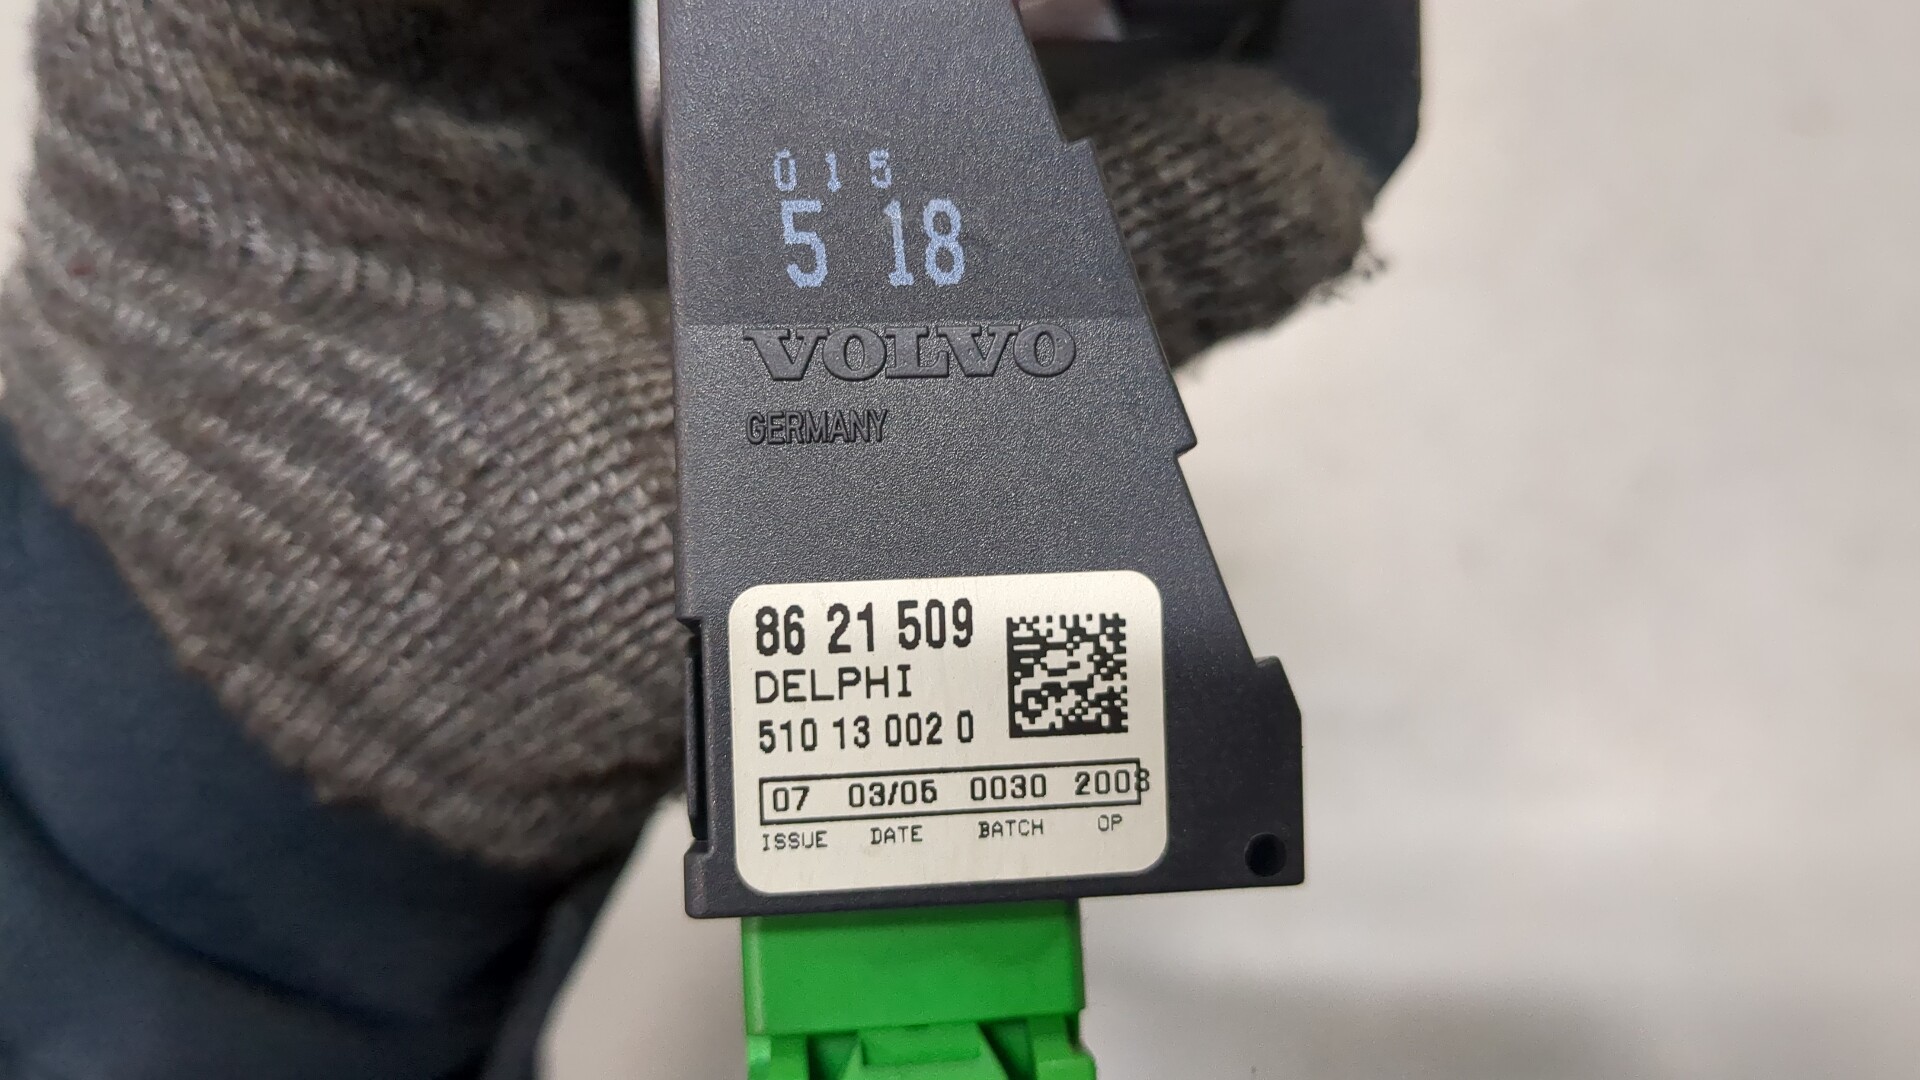 015
5 18
VOLVO
GERMANY
86 21 509
DELPHI
510 13 002 0
07 03/05 0030 2008
ISSUE DATE BATCH OP